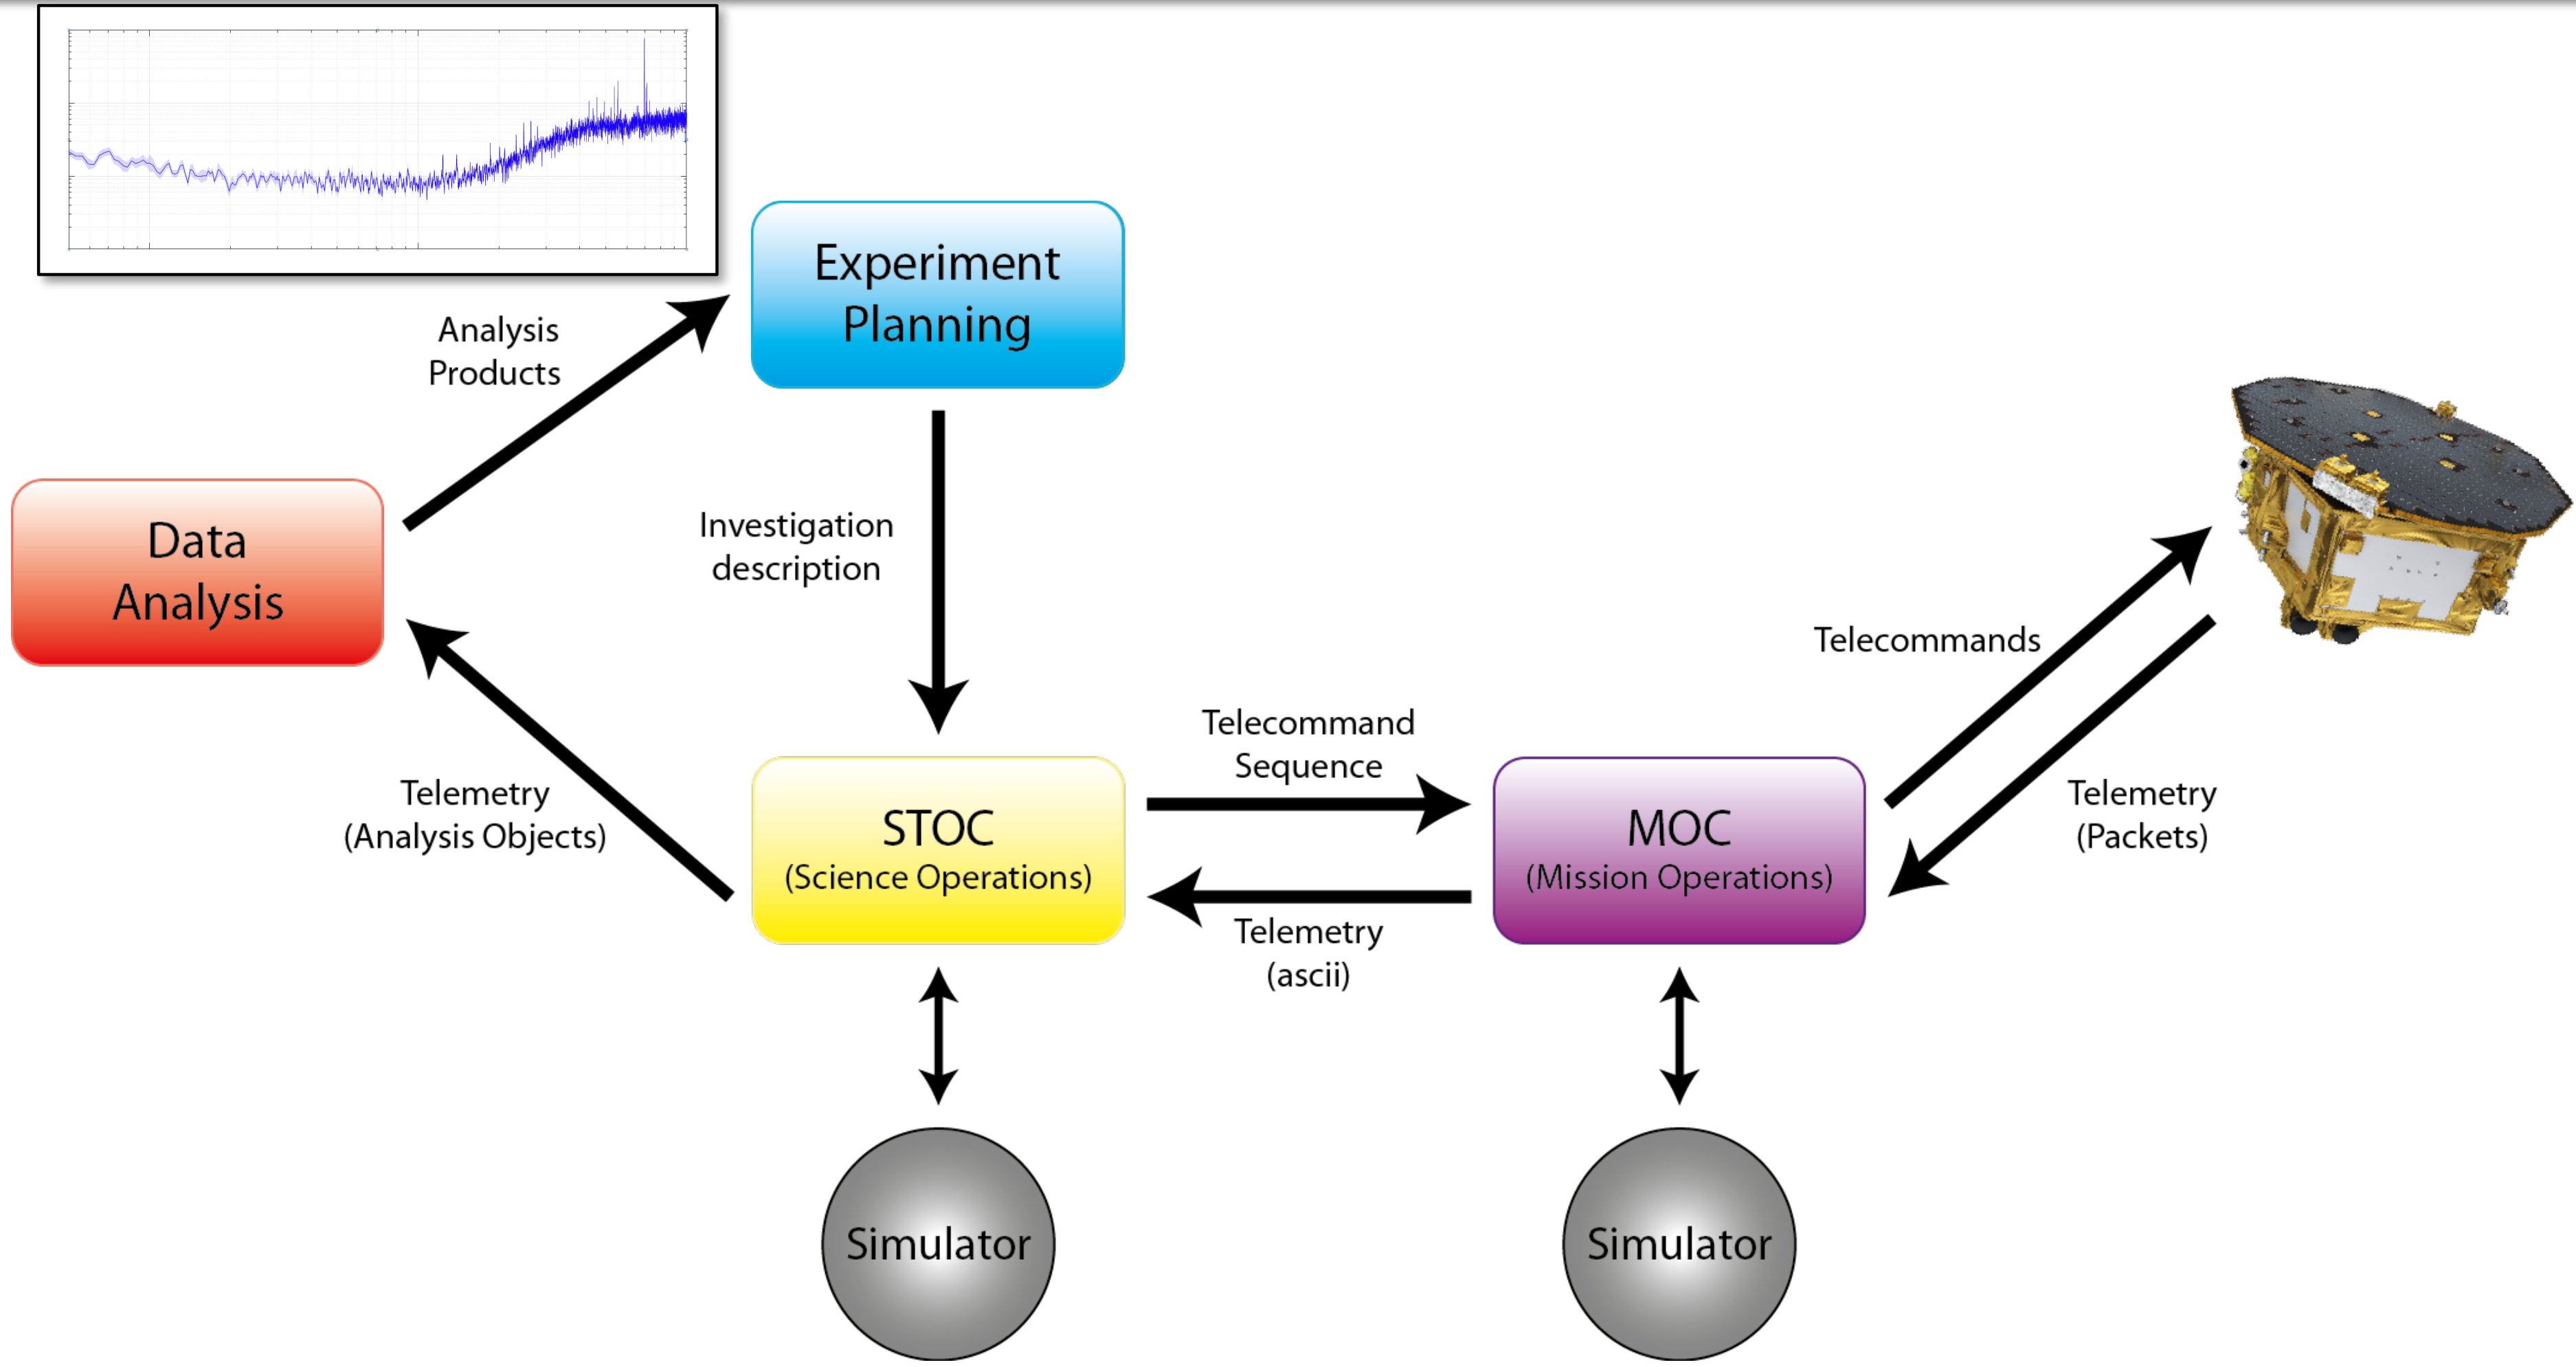 Experiment
Planning
Analysis
Products
Data
Analysis
Investigation
description
Telecommands
Telecommand
Sequence
Telemetry
(Analysis Objects)
STOC
(Science Operations)
MOC
(Mission Operations)
Telemetry
(Packets)
Telemetry
(ascii)
Simulator
Simulator